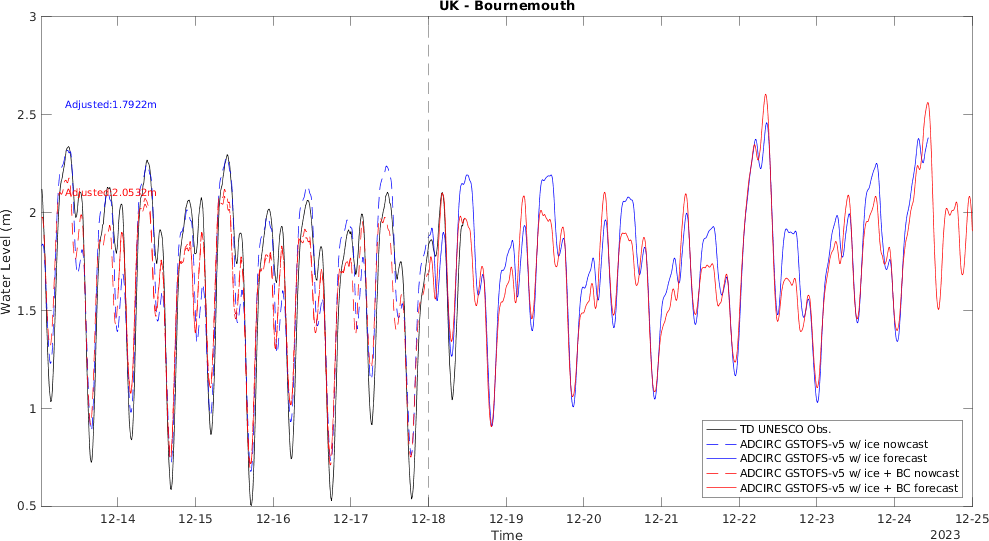 UK - Bournemouth
3
2.5
2
1.5
1
0.5
Water Level (m)
Adjusted:1.7922m
Adjusted:2.0532m
TD UNESCO Obs.
ADCIRC GSTOFS-v5 w/ ice nowcast
ADCIRC GSTOFS-v5 w/ ice forecast
ADCIRC GSTOFS-v5 w/ ice + BC nowcast
ADCIRC GSTOFS-v5 w/ ice + BC forecast
12-14 12-15 12-16 12-17 12-18 12-19 12-20 12-21 12-22 12-23 12-24 12-25
Time
2023